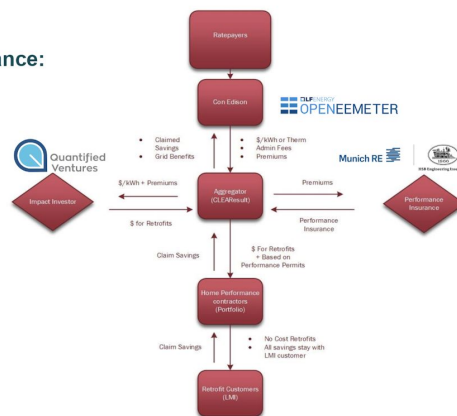 ance:
Ratepayers
Con Edison
LF ENERGY
OPENEEMETER
• Claimed
Savings
• Grid Benefits
• $/kWh or Therm
• Admin Fees
• Premiums
Quantified
Ventures
Munich RE
HSB
$/kWh + Premiums
Premiums
Impact Investor
Aggregator
(CLEAResult)
Performance
Insurance
$ for Retrofits
Performance
Insurance
Claim Savings
$ For Retrofits
+ Based on
Performance Permits
Home Performance
contractors
(Portfolio)
Claim Savings
• No Cost Retrofits
• All savings stay with
LMI customer
Retrofit Customers
(LMI)